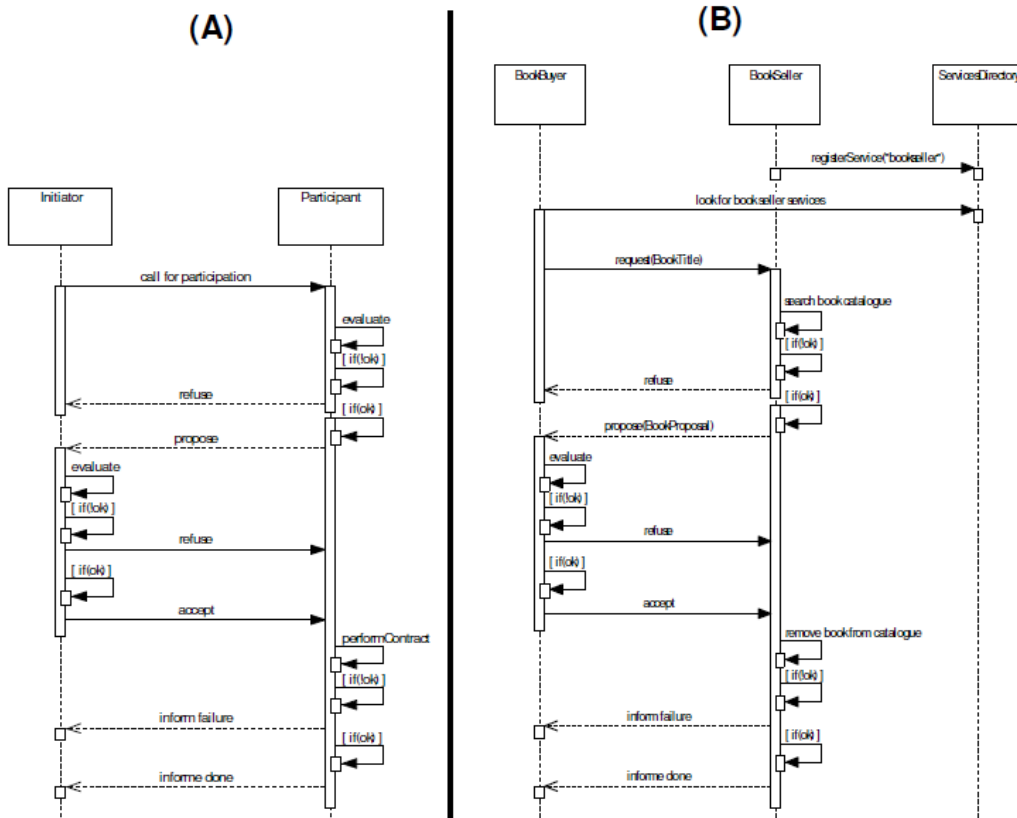 (A)
Initiator
Participant
call for participation
evaluate
[ if(!ok) ]
refuse
[ if(ok) ]
propose
evaluate
[ if(!ok) ]
refuse
[ if(ok) ]
accept
performContract
[ if(!ok) ]
inform failure
[ if(ok) ]
informe done
(B)
BookBuyer
BookSeller
ServicesDirectory
registerService("bookseller")
look for bookseller services
request(BookTitle)
search book catalogue
[ if(!ok) ]
refuse
[ if(ok) ]
propose(BookProposal)
evaluate
[ if(!ok) ]
refuse
[ if(ok) ]
accept
remove book from catalogue
[ if(!ok) ]
inform failure
[ if(ok) ]
informe done